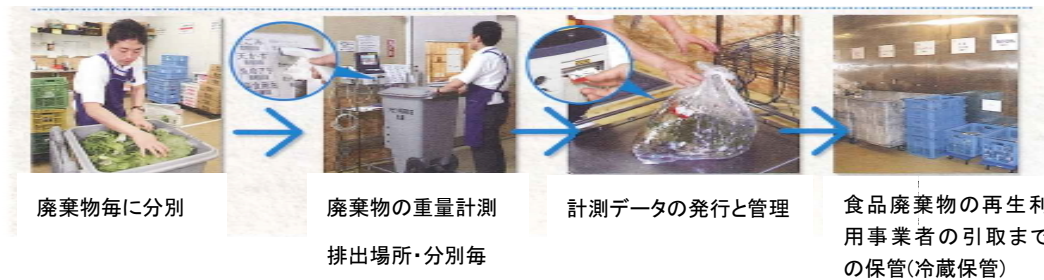 廃棄物毎に分別
廃棄物の重量計測
排出場所・分別毎
計測データの発行と管理
食品廃棄物の再生利
用事業者の引取まで
の保管(冷蔵保管)